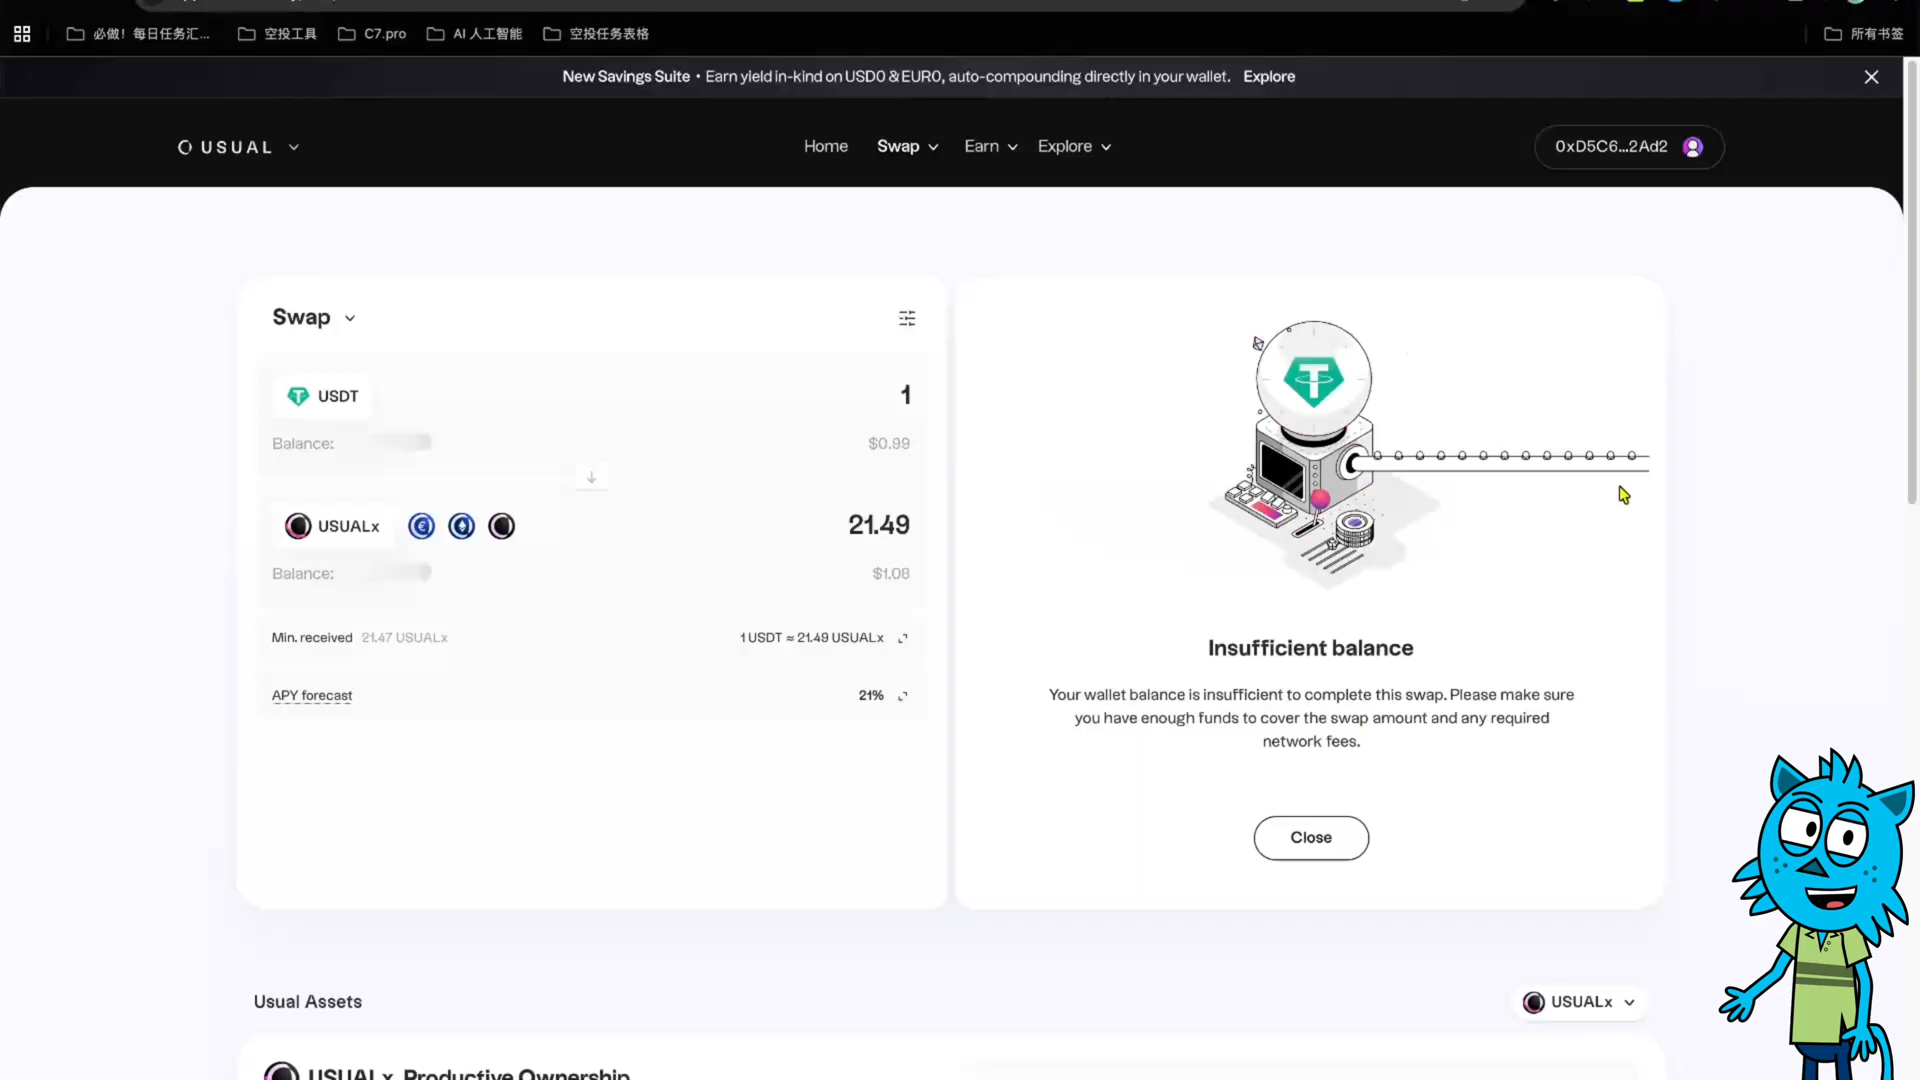 必做！每日任务汇...
空投工具
C7.pro
AI 人工智能
空投任务表格
所有书签
New Savings Suite • Earn yield in-kind on USD0 & EUR0, auto-compounding directly in your wallet. Explore
USUAL
Home
Swap
Earn
Explore
0xD5C6...2Ad2
Swap
USDT
1
Balance:
$0.99
USUALx
21.49
Balance:
$1.08
Min. received 21.47 USUALx
1 USDT ≈ 21.49 USUALx
APY forecast
21%
Insufficient balance
Your wallet balance is insufficient to complete this swap. Please make sure
you have enough funds to cover the swap amount and any required
network fees.
Close
Usual Assets
USUALx
USUALx, Productive Ownership